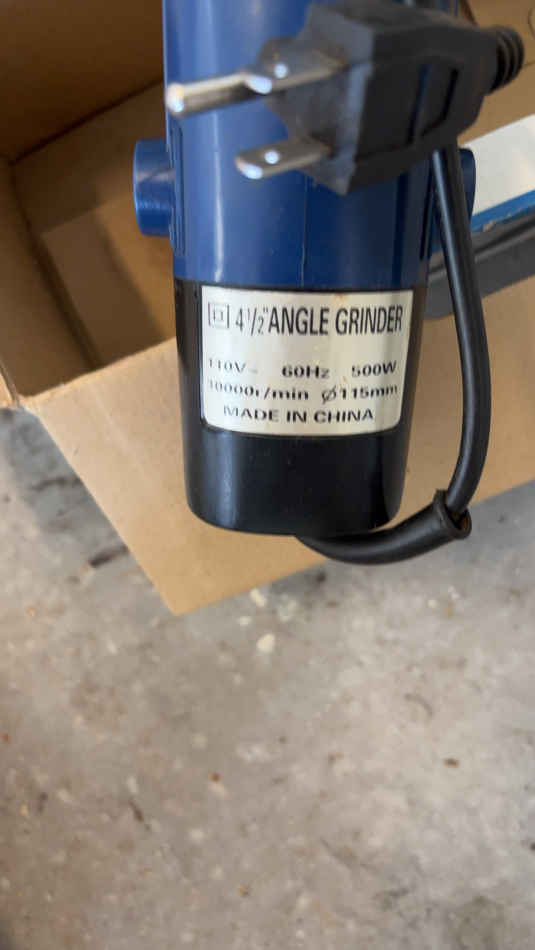 4 1/2" ANGLE GRINDER
110V~ 60Hz 500W
10000r/min Ø115mm
MADE IN CHINA